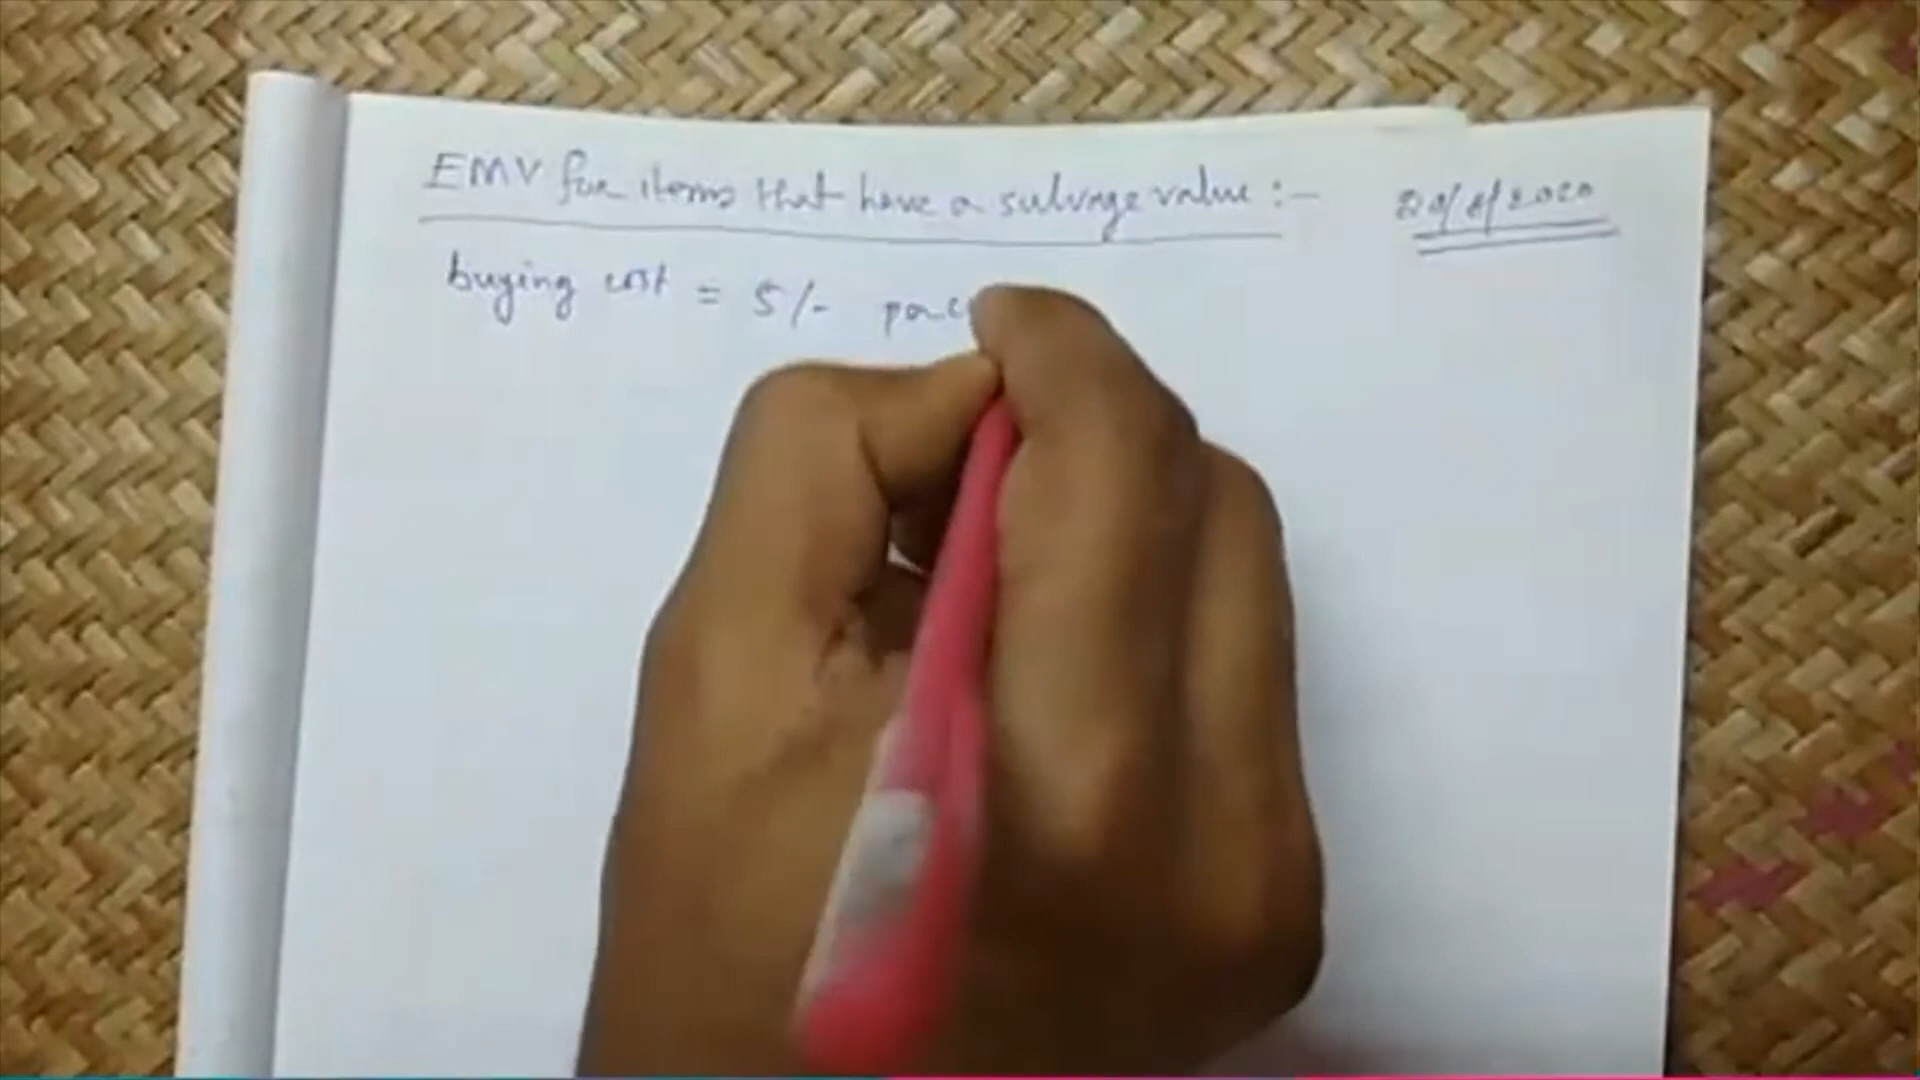 EMV for items that have a salvage value :-
buying cost = 5/- per